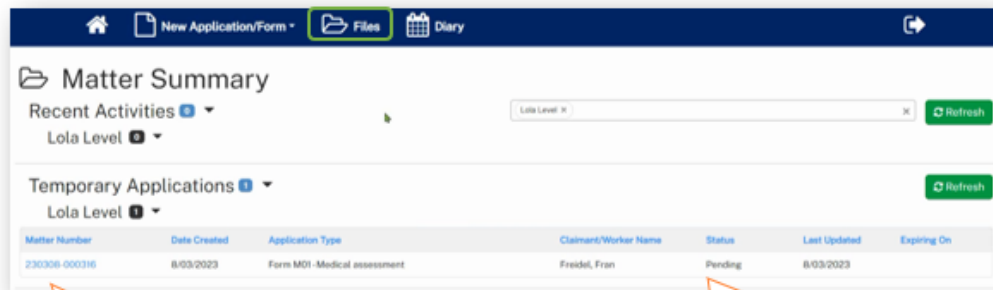 New Application/Form Files Diary
Matter Summary
Recent Activities 0
Lola Level × × Refresh
Lola Level 0
Temporary Applications 1 Refresh
Lola Level 1
Matter Number Date Created Application Type Claimant/Worker Name Status Last Updated Expiring On
230308-000316 8/03/2023 Form M01-Medical assessment Freidel, Fran Pending 8/03/2023